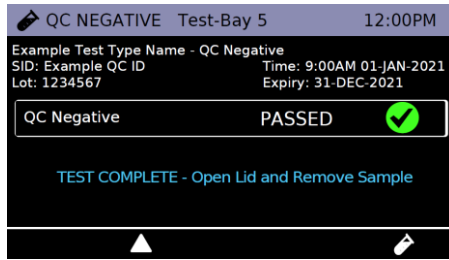 QC NEGATIVE Test-Bay 5 12:00PM
Example Test Type Name - QC Negative
SID: Example QC ID Time: 9:00AM 01-JAN-2021
Lot: 1234567 Expiry: 31-DEC-2021
QC Negative PASSED
TEST COMPLETE - Open Lid and Remove Sample